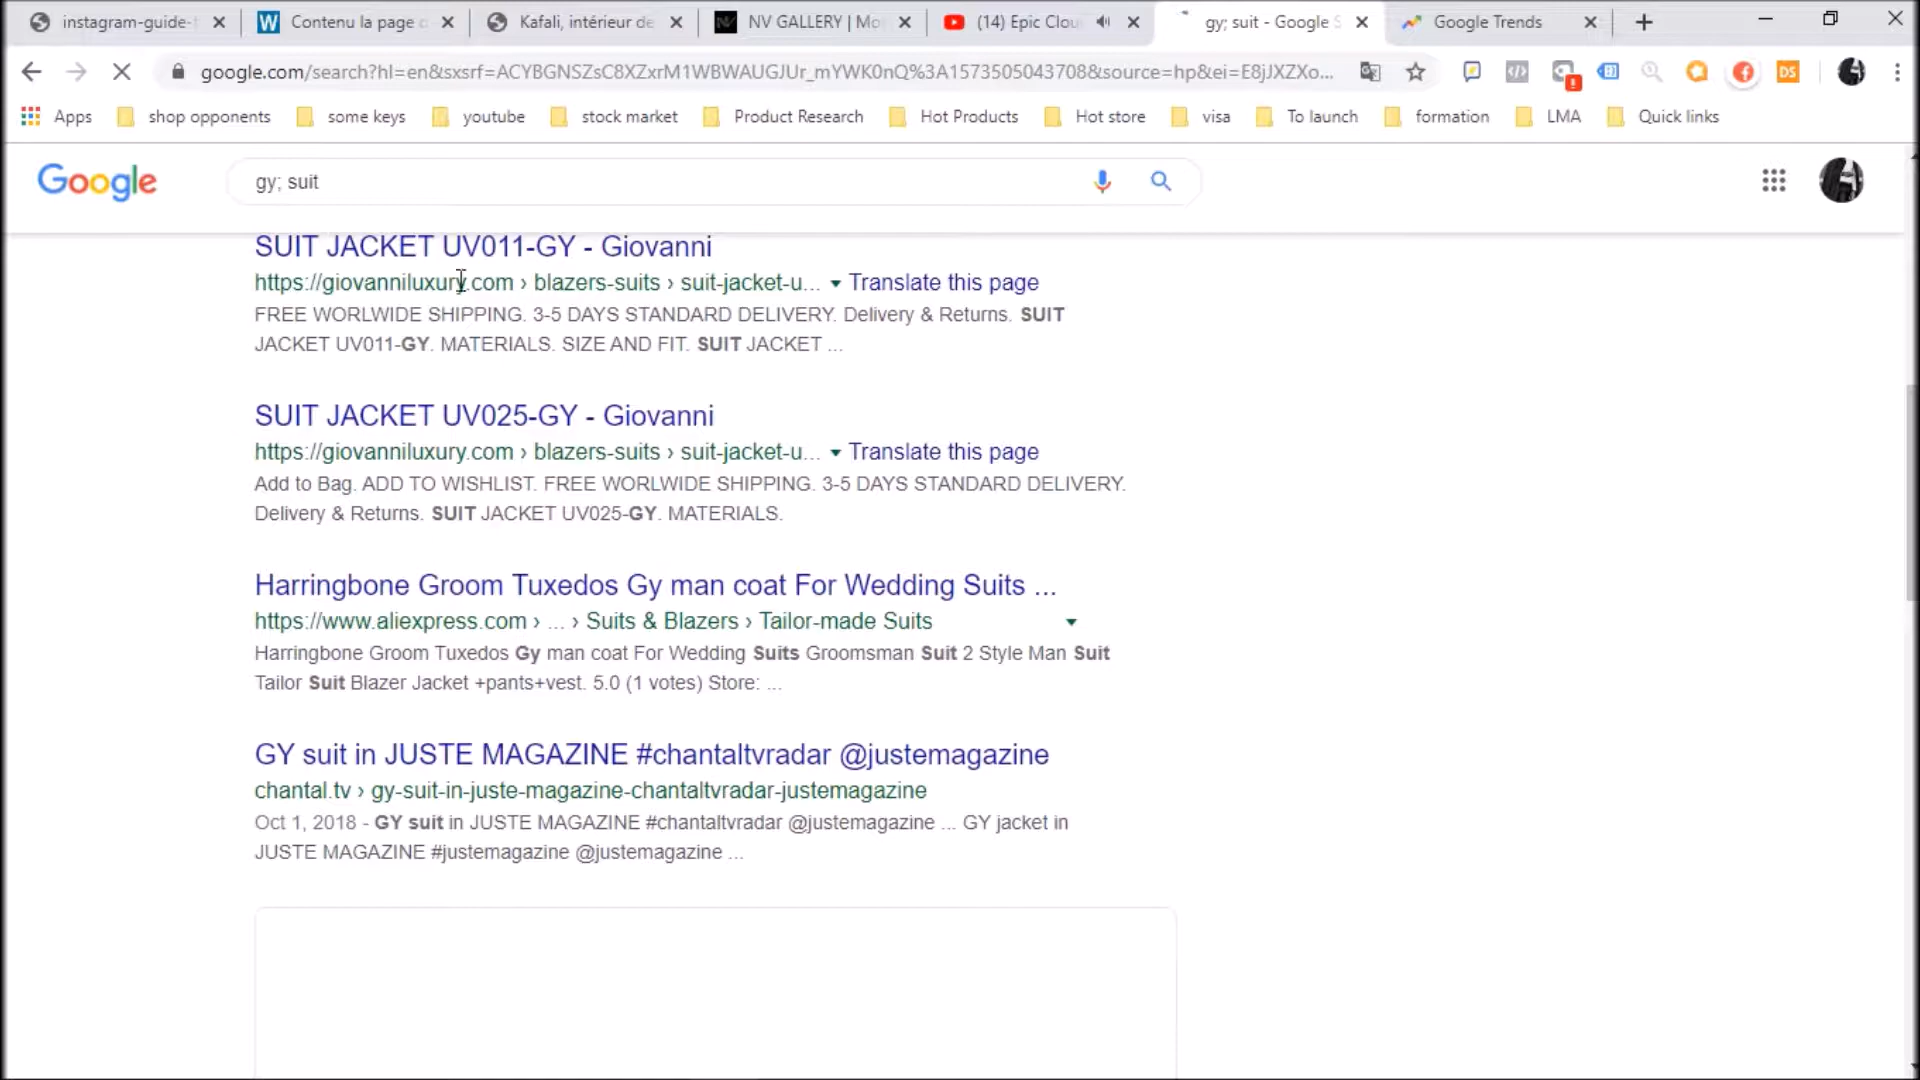 instagram-guide- Contenu la page Kafali, intérieur de NV GALLERY | Mo (14) Epic Clou gy; suit - Google S Google Trends
google.com/search?hl=en&sxsrf=ACYBGNSZsC8XZxrM1WBWAUGJUr_mYWK0nQ%3A1573505043708&source=hp&ei=E8jJXZXo...
Apps shop opponents some keys youtube stock market Product Research Hot Products Hot store visa To launch formation LMA Quick links
Google gy; suit
SUIT JACKET UV011-GY - Giovanni
https://giovanniluxury.com › blazers-suits › suit-jacket-u... Translate this page
FREE WORLWIDE SHIPPING. 3-5 DAYS STANDARD DELIVERY. Delivery & Returns. SUIT
JACKET UV011-GY. MATERIALS. SIZE AND FIT. SUIT JACKET ...
SUIT JACKET UV025-GY - Giovanni
https://giovanniluxury.com › blazers-suits › suit-jacket-u... Translate this page
Add to Bag. ADD TO WISHLIST. FREE WORLWIDE SHIPPING. 3-5 DAYS STANDARD DELIVERY.
Delivery & Returns. SUIT JACKET UV025-GY. MATERIALS.
Harringbone Groom Tuxedos Gy man coat For Wedding Suits ...
https://www.aliexpress.com › ... › Suits & Blazers › Tailor-made Suits
Harringbone Groom Tuxedos Gy man coat For Wedding Suits Groomsman Suit 2 Style Man Suit
Tailor Suit Blazer Jacket +pants+vest. 5.0 (1 votes) Store: ...
GY suit in JUSTE MAGAZINE #chantaltvradar @justemagazine
chantal.tv › gy-suit-in-juste-magazine-chantaltvradar-justemagazine
Oct 1, 2018 - GY suit in JUSTE MAGAZINE #chantaltvradar @justemagazine ... GY jacket in
JUSTE MAGAZINE #justemagazine @justemagazine ...